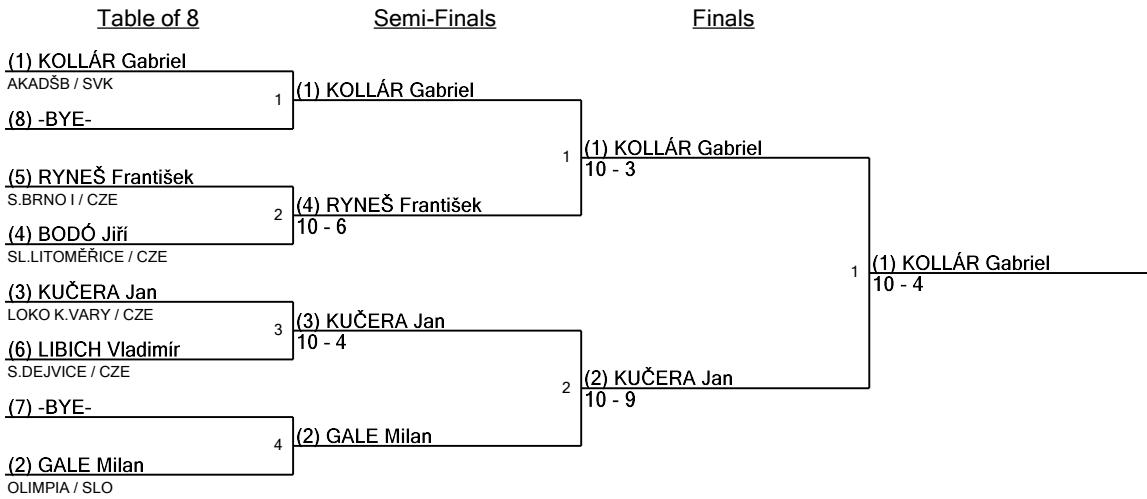 Table of 8
Semi-Finals
Finals
(1) KOLLÁR Gabriel
AKADŠB / SVK
(8) -BYE-
(5) RYNEŠ František
S.BRNO I / CZE
(4) BODÓ Jiří
SL.LITOMĚŘICE / CZE
(3) KUČERA Jan
LOKO K.VARY / CZE
(6) LIBICH Vladimír
S.DEJVICE / CZE
(7) -BYE-
(2) GALE Milan
OLIMPIA / SLO
1
(1) KOLLÁR Gabriel
2
(4) RYNEŠ František
10 - 6
3
(3) KUČERA Jan
10 - 4
4
(2) GALE Milan
1
(1) KOLLÁR Gabriel
10 - 3
2
(2) KUČERA Jan
10 - 9
1
(1) KOLLÁR Gabriel
10 - 4